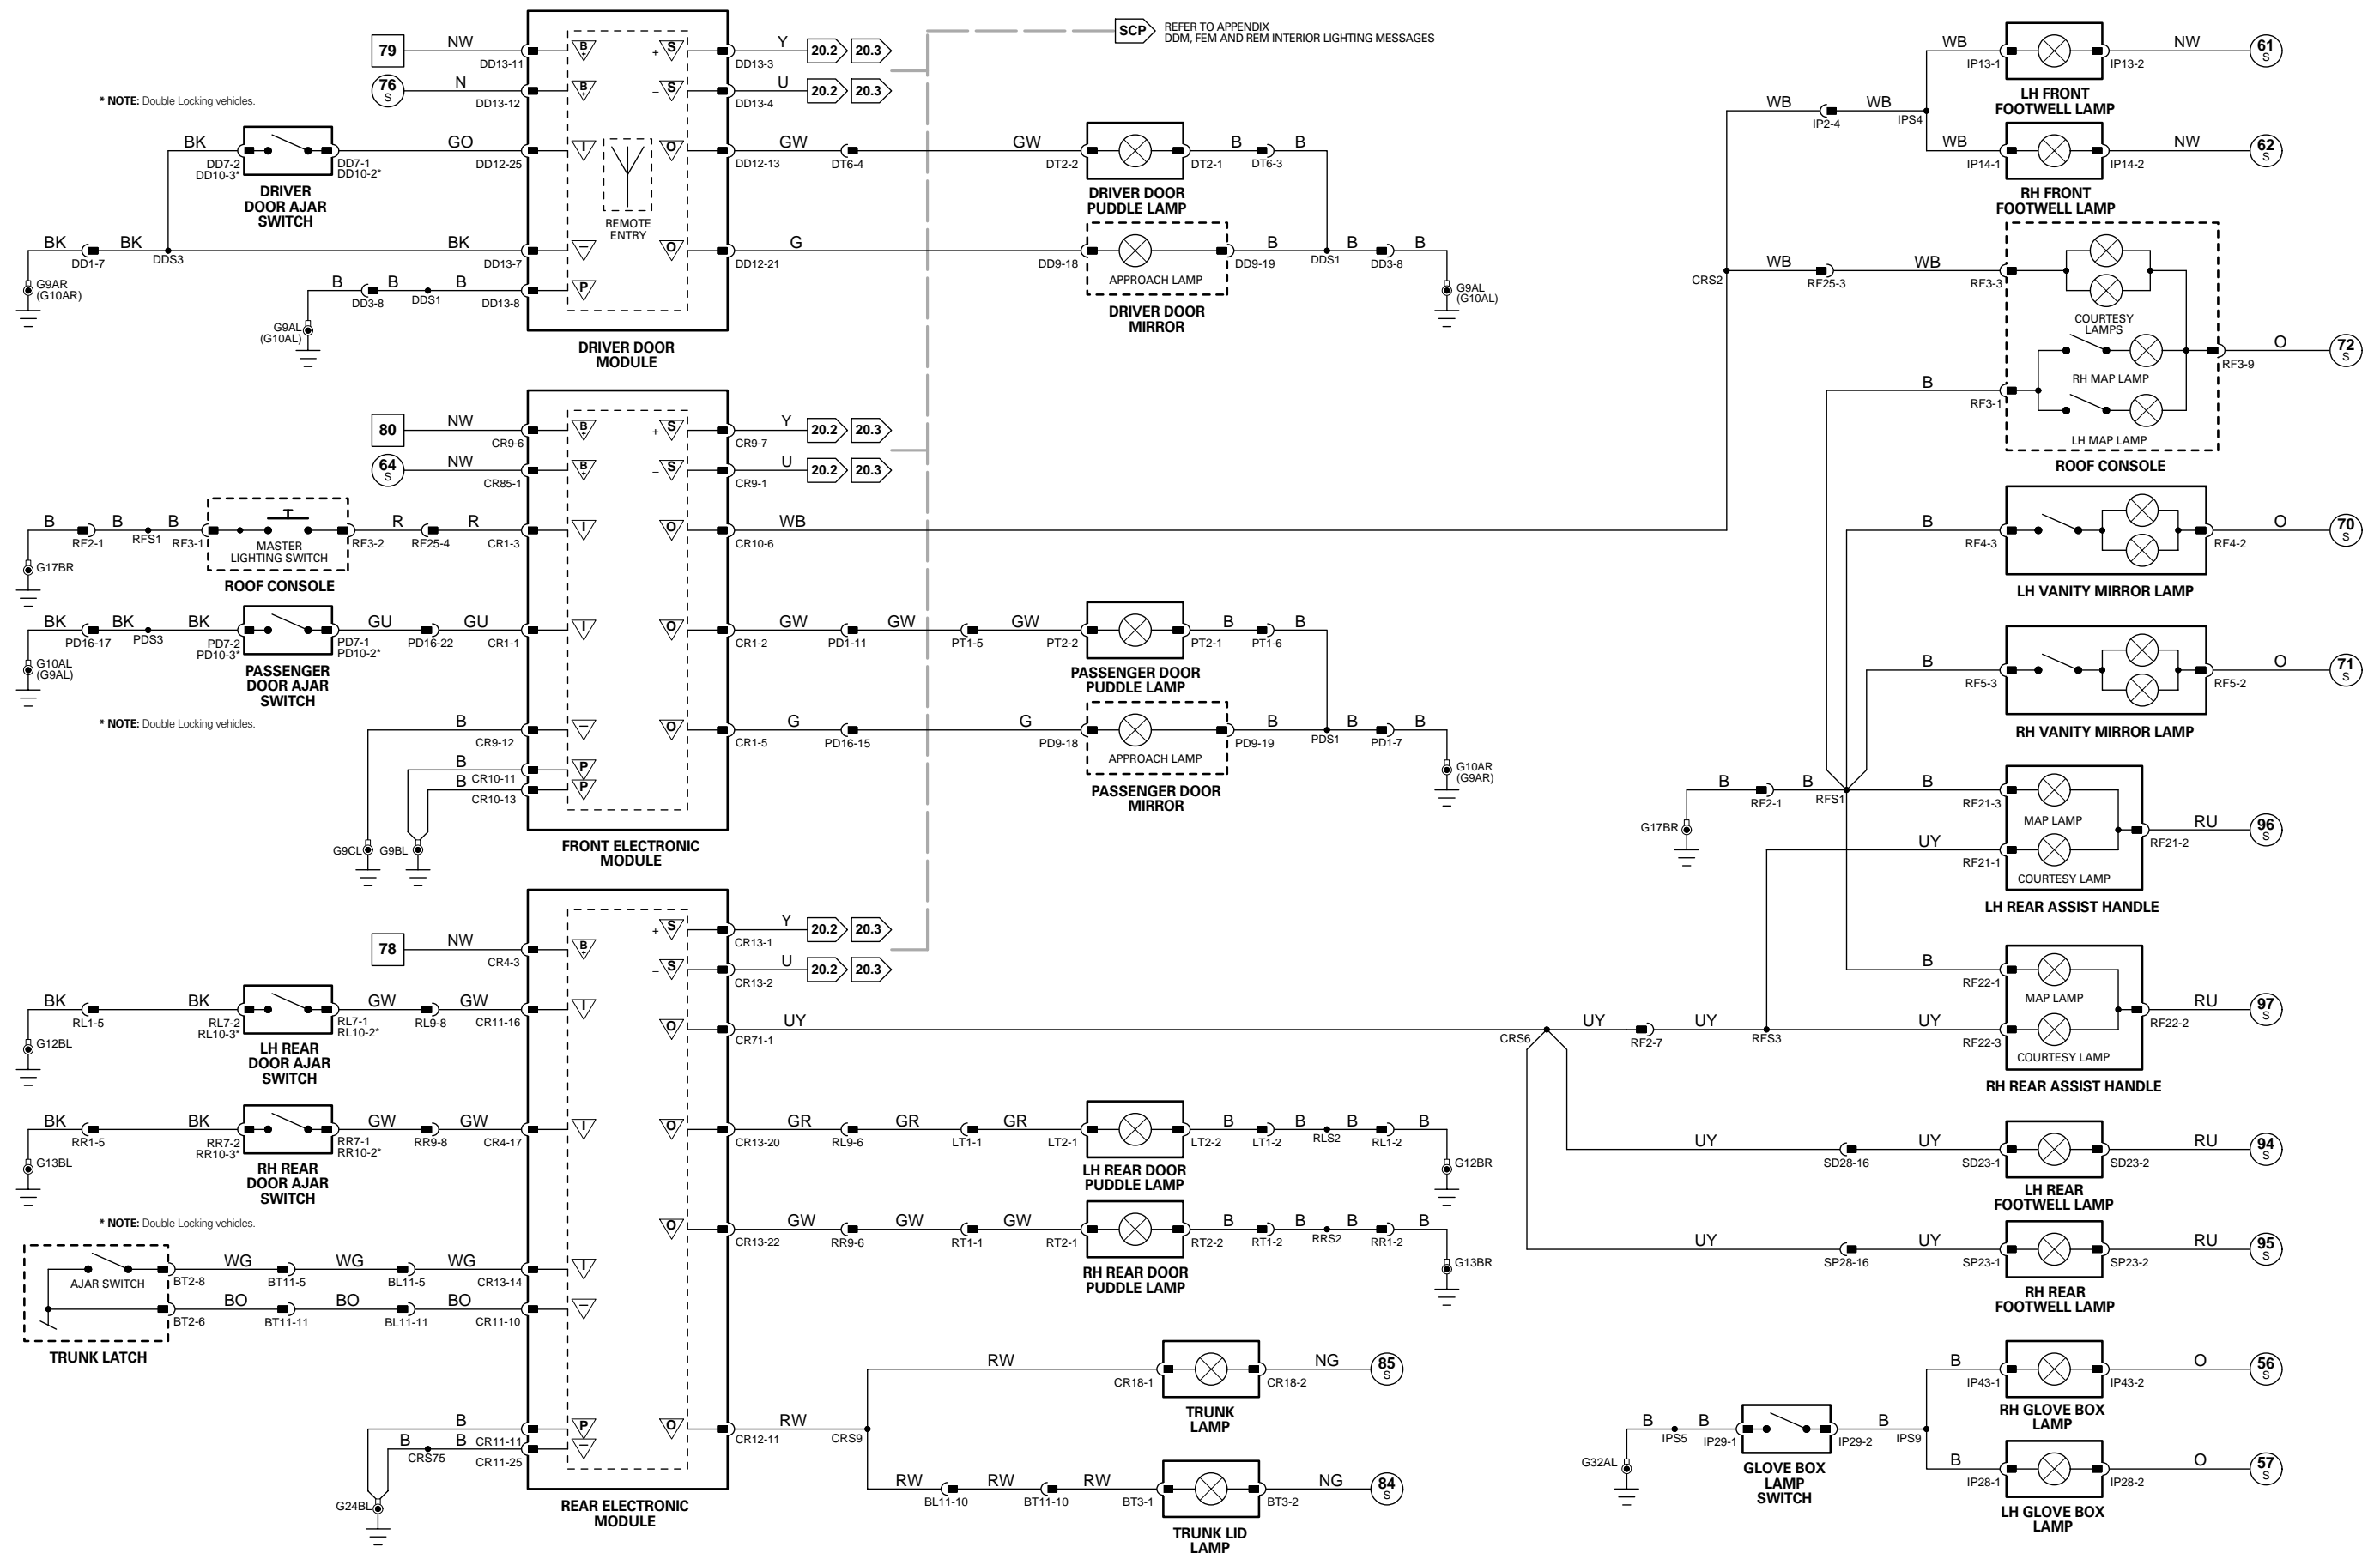 SCP
REFER TO APPENDIX
DDM, FEM AND REM INTERIOR LIGHTING MESSAGES
* NOTE: Double Locking vehicles.
79
NW
DD13-11
B
+
76
S
N
DD13-12
B
+
BK
DD7-2
DD10-3*
DD7-1
DD10-2*
GO
DD12-25
I
DRIVER
DOOR AJAR
SWITCH
BK
DD1-7
BK
DDS3
BK
DD13-7
–
G9AR
(G10AR)
B
DD3-8
B
DDS1
B
DD13-8
P
G9AL
(G10AL)
REMOTE
ENTRY
+
S
DD13-3
Y
20.2
20.3
–
S
DD13-4
U
20.2
20.3
O
DD12-13
GW
DT6-4
GW
DT2-2
DT2-1
B
DT6-3
B
DRIVER DOOR
PUDDLE LAMP
O
DD12-21
G
DD9-18
APPROACH LAMP
DD9-19
B
DDS1
B
DD3-8
B
G9AL
(G10AL)
DRIVER DOOR
MIRROR
DRIVER DOOR
MODULE
80
NW
CR9-6
B
+
64
S
NW
CR85-1
B
+
B
RF2-1
B
RFS1
B
RF3-1
MASTER
LIGHTING SWITCH
RF3-2
R
RF25-4
R
CR1-3
I
G17BR
ROOF CONSOLE
BK
PD16-17
BK
PDS3
BK
PD7-2
PD10-3*
PD7-1
PD10-2*
GU
PD16-22
GU
CR1-1
I
G10AL
(G9AL)
PASSENGER
DOOR AJAR
SWITCH
* NOTE: Double Locking vehicles.
B
CR9-12
–
B
CR10-11
P
B
CR10-13
P
G9CL
G9BL
+
S
CR9-7
Y
20.2
20.3
–
S
CR9-1
U
20.2
20.3
O
CR10-6
WB
O
CR1-2
GW
PD1-11
GW
PT1-5
GW
PT2-2
PT2-1
B
PT1-6
B
PASSENGER DOOR
PUDDLE LAMP
O
CR1-5
G
PD16-15
G
PD9-18
APPROACH LAMP
PD9-19
B
PDS1
B
PD1-7
B
G10AR
(G9AR)
PASSENGER DOOR
MIRROR
FRONT ELECTRONIC
MODULE
78
NW
CR4-3
B
+
BK
RL1-5
BK
RL7-2
RL10-3*
RL7-1
RL10-2*
GW
RL9-8
GW
CR11-16
I
G12BL
LH REAR
DOOR AJAR
SWITCH
BK
RR1-5
BK
RR7-2
RR10-3*
RR7-1
RR10-2*
GW
RR9-8
GW
CR4-17
I
G13BL
RH REAR
DOOR AJAR
SWITCH
* NOTE: Double Locking vehicles.
AJAR SWITCH
BT2-8
WG
BT11-5
WG
BL11-5
WG
CR13-14
I
BT2-6
BO
BT11-11
BO
BL11-11
BO
CR11-10
–
TRUNK LATCH
B
CR11-11
P
B
CRS75
B
CR11-25
–
G24BL
+
S
CR13-1
Y
20.2
20.3
–
S
CR13-2
U
20.2
20.3
O
CR71-1
UY
CRS6
UY
RF2-7
UY
RFS3
UY
O
CR13-20
GR
RL9-6
GR
LT1-1
GR
LT2-1
LT2-2
B
LT1-2
B
RLS2
B
RL1-2
B
G12BR
LH REAR DOOR
PUDDLE LAMP
O
CR13-22
GW
RR9-6
GW
RT1-1
GW
RT2-1
RT2-2
B
RT1-2
B
RRS2
B
RR1-2
B
G13BR
RH REAR DOOR
PUDDLE LAMP
O
CR12-11
RW
CRS9
RW
CR18-1
CR18-2
NG
85
S
TRUNK
LAMP
RW
BL11-10
RW
BT11-10
RW
BT3-1
BT3-2
NG
84
S
TRUNK LID
LAMP
REAR ELECTRONIC
MODULE
WB
IP13-1
IP13-2
NW
61
S
LH FRONT
FOOTWELL LAMP
WB
IP2-4
WB
IPS4
WB
IP14-1
IP14-2
NW
62
S
RH FRONT
FOOTWELL LAMP
CRS2
WB
RF25-3
WB
RF3-3
COURTESY
LAMPS
RH MAP LAMP
LH MAP LAMP
B
RF3-1
RF3-9
O
72
S
ROOF CONSOLE
B
RF4-3
RF4-2
O
70
S
LH VANITY MIRROR LAMP
B
RF5-3
RF5-2
O
71
S
RH VANITY MIRROR LAMP
G17BR
B
RF2-1
B
RFS1
B
RF21-3
MAP LAMP
UY
RF21-1
COURTESY LAMP
RF21-2
RU
96
S
LH REAR ASSIST HANDLE
B
RF22-1
MAP LAMP
RF22-3
COURTESY LAMP
RF22-2
RU
97
S
RH REAR ASSIST HANDLE
UY
SD28-16
UY
SD23-1
SD23-2
RU
94
S
LH REAR
FOOTWELL LAMP
UY
SP28-16
UY
SP23-1
SP23-2
RU
95
S
RH REAR
FOOTWELL LAMP
B
IP43-1
IP43-2
O
56
S
RH GLOVE BOX
LAMP
G32AL
B
IPS5
B
IP29-1
IP29-2
B
IPS9
GLOVE BOX
LAMP
SWITCH
B
IP28-1
IP28-2
O
57
S
LH GLOVE BOX
LAMP